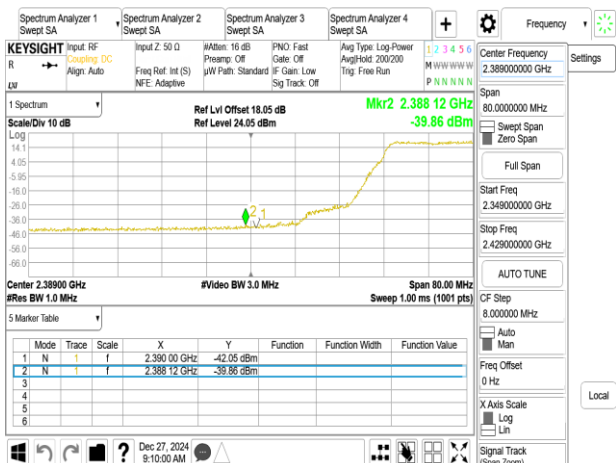 Spectrum Analyzer 1
Swept SA
Spectrum Analyzer 2
Swept SA
Spectrum Analyzer 3
Swept SA
Spectrum Analyzer 4
Swept SA
+
Frequency
KEYSIGHT
R
Input: RF
Coupling: DC
Align: Auto
Input Z: 50 Ω
Freq Ref: Int (S)
NFE: Adaptive
#Atten: 16 dB
Preamp: Off
µW Path: Standard
PNO: Fast
Gate: Off
IF Gain: Low
Sig Track: Off
Avg Type: Log-Power
Avg|Hold: 200/200
Trig: Free Run
1 2 3 4 5 6
M W W W W W
P N N N N N
1 Spectrum
Scale/Div 10 dB
Ref Lvl Offset 18.05 dB
Ref Level 24.05 dBm
Mkr2 2.388 12 GHz
-39.86 dBm
Log
14.1
4.05
-5.95
-16.0
-26.0
-36.0
-46.0
-56.0
-66.0
2
1
Center 2.38900 GHz
#Res BW 1.0 MHz
#Video BW 3.0 MHz
Span 80.00 MHz
Sweep 1.00 ms (1001 pts)
5 Marker Table
Mode Trace Scale X Y Function Function Width Function Value
1 N 1 f 2.390 00 GHz -42.05 dBm
2 N 1 f 2.388 12 GHz -39.86 dBm
3
4
5
6
?
Dec 27, 2024
9:10:00 AM
Center Frequency
2.389000000 GHz
Settings
Span
80.0000000 MHz
Swept Span
Zero Span
Full Span
Start Freq
2.349000000 GHz
Stop Freq
2.429000000 GHz
AUTO TUNE
CF Step
8.000000 MHz
Auto
Man
Freq Offset
0 Hz
X Axis Scale
Log
Lin
Local
Signal Track
(Span Zoom)